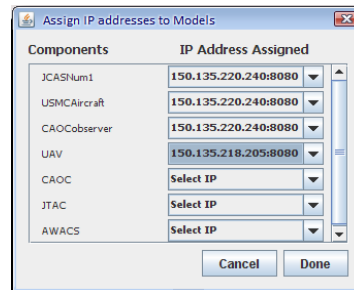 Assign IP addresses to Models
Components IP Address Assigned
JCASNum1 150.135.220.240:8080
USMCAircraft 150.135.220.240:8080
CAOCobserver 150.135.220.240:8080
UAV 150.135.218.205:8080
CAOC Select IP
JTAC Select IP
AWACS Select IP
Cancel Done